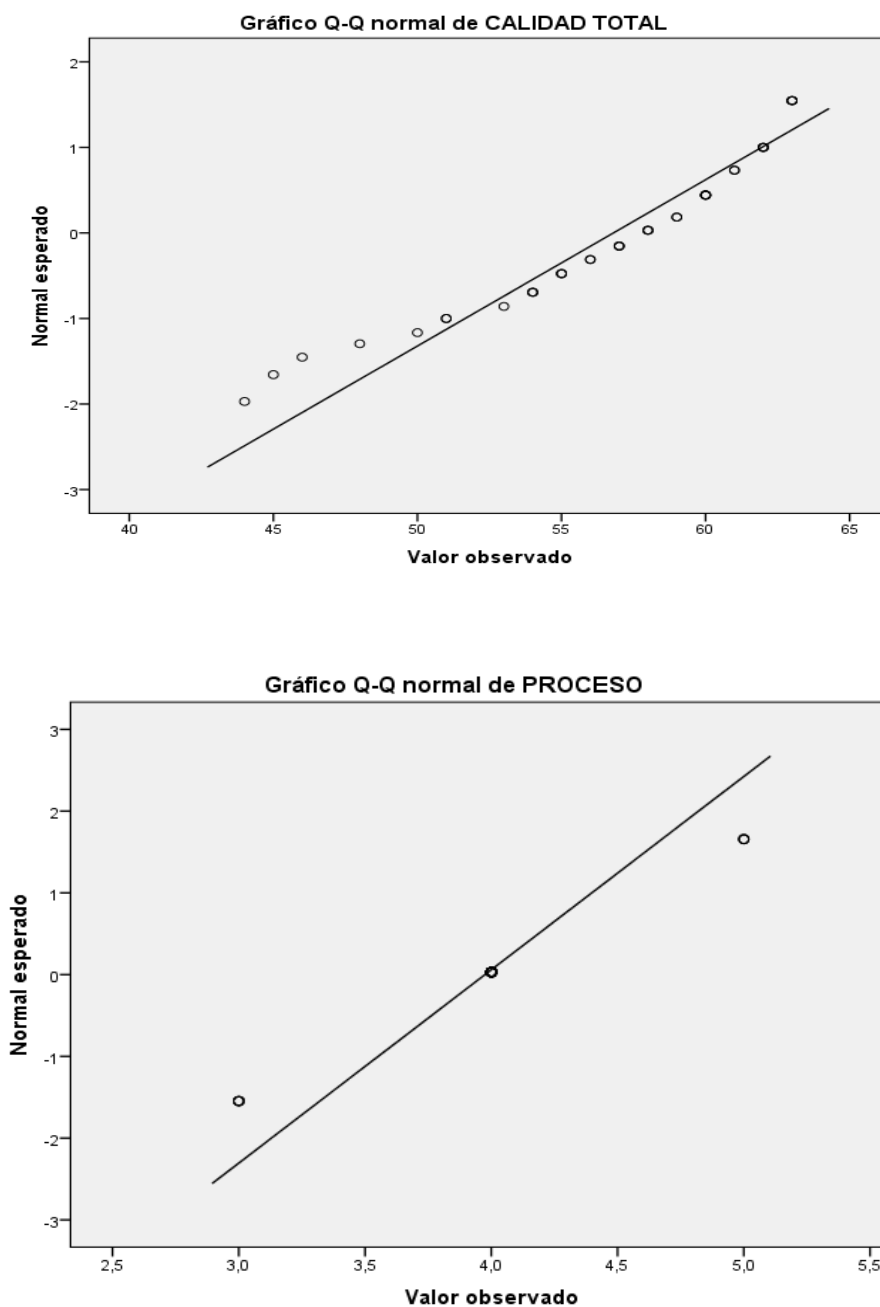 Gráfico Q-Q normal de CALIDAD TOTAL
2
1
0
-1
-2
-3
Normal esperado
40 45 50 55 60 65
Valor observado
Gráfico Q-Q normal de PROCESO
3
2
1
0
-1
-2
-3
Normal esperado
2,5 3,0 3,5 4,0 4,5 5,0 5,5
Valor observado